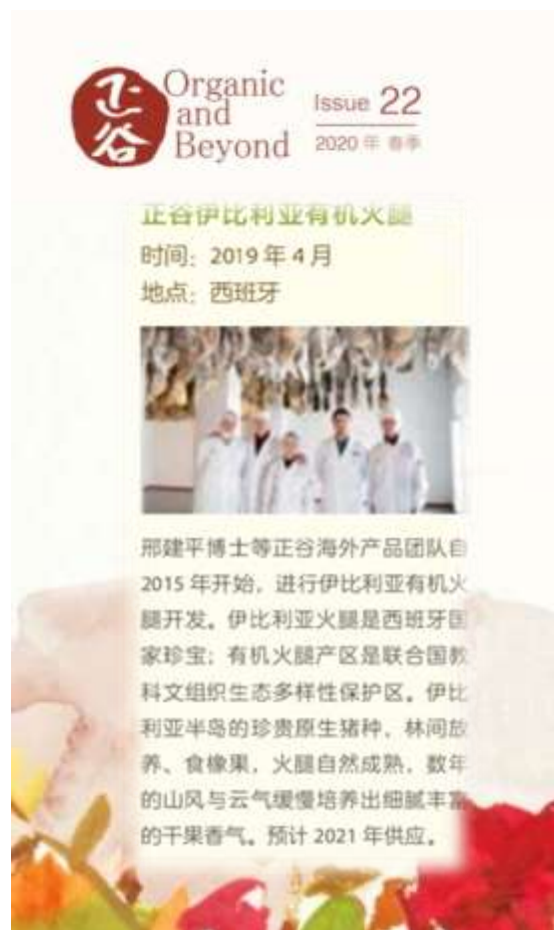 正谷
Organic
and
Beyond
Issue 22
2020 年 春季
正谷伊比利亚有机火腿
时间：2019 年 4 月
地点：西班牙
邢建平博士等正谷海外产品团队自
2015 年开始，进行伊比利亚有机火
腿开发。伊比利亚火腿是西班牙国
家珍宝；有机火腿产区是联合国教
科文组织生态多样性保护区。伊比
利亚半岛的珍贵原生猪种，林间放
养、食橡果，火腿自然成熟，数年
的山风与云气缓慢培养出细腻丰富
的干果香气。预计 2021 年供应。